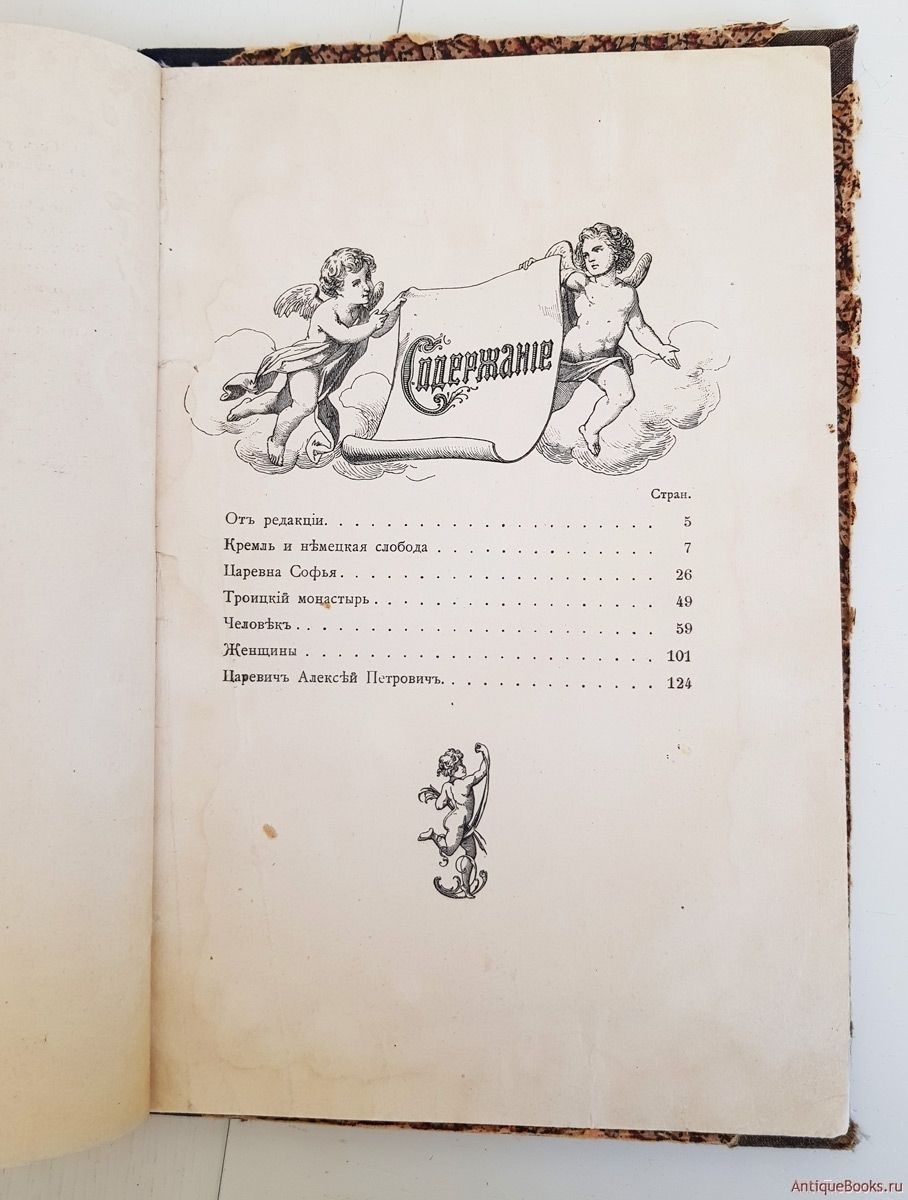 Содержаніе
Стран.
Отъ редакціи. . . . . . . . . . . . . . . . . . . . . . . 5
Кремль и нѣмецкая слобода . . . . . . . . . . . . . . 7
Царевна Софья. . . . . . . . . . . . . . . . . . . . . 26
Троицкій монастырь . . . . . . . . . . . . . . . . . . 49
Человѣкъ . . . . . . . . . . . . . . . . . . . . . . . 59
Женщины . . . . . . . . . . . . . . . . . . . . . . 101
Царевичъ Алексѣй Петровичъ. . . . . . . . . . . . . 124
AntiqueBooks.ru